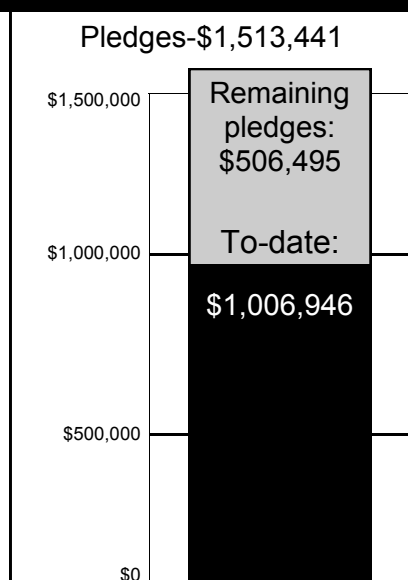 Pledges-$1,513,441
$1,500,000
Remaining
pledges:
$506,495
To-date:
$1,000,000
$1,006,946
$500,000
$0